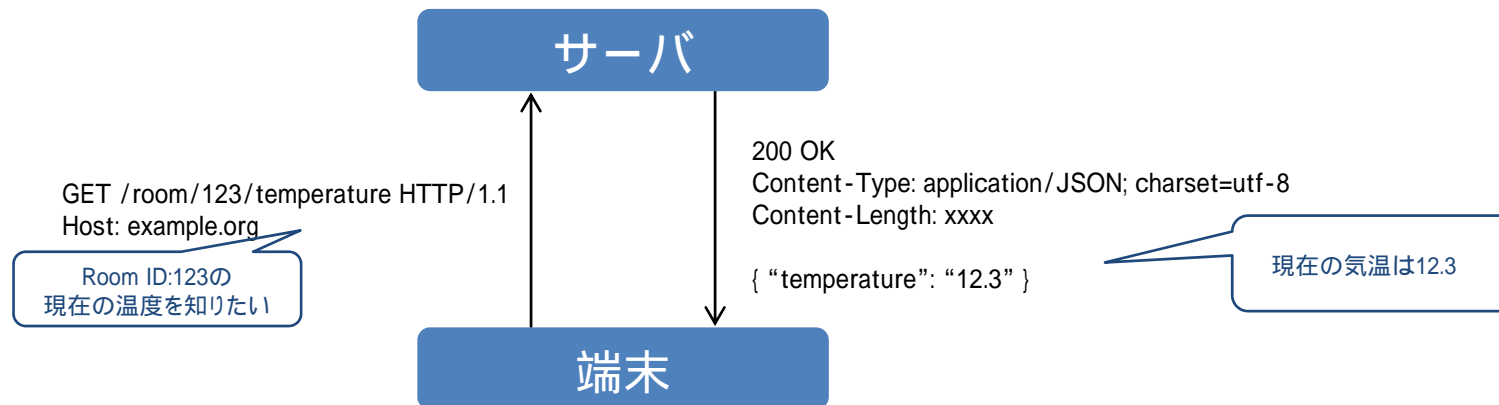 サーバ
GET /room/123/temperature HTTP/1.1
Host: example.org
Room ID:123の
現在の温度を知りたい
200 OK
Content-Type: application/JSON; charset=utf-8
Content-Length: xxxx
{ “temperature”: “12.3” }
現在の気温は12.3
端末